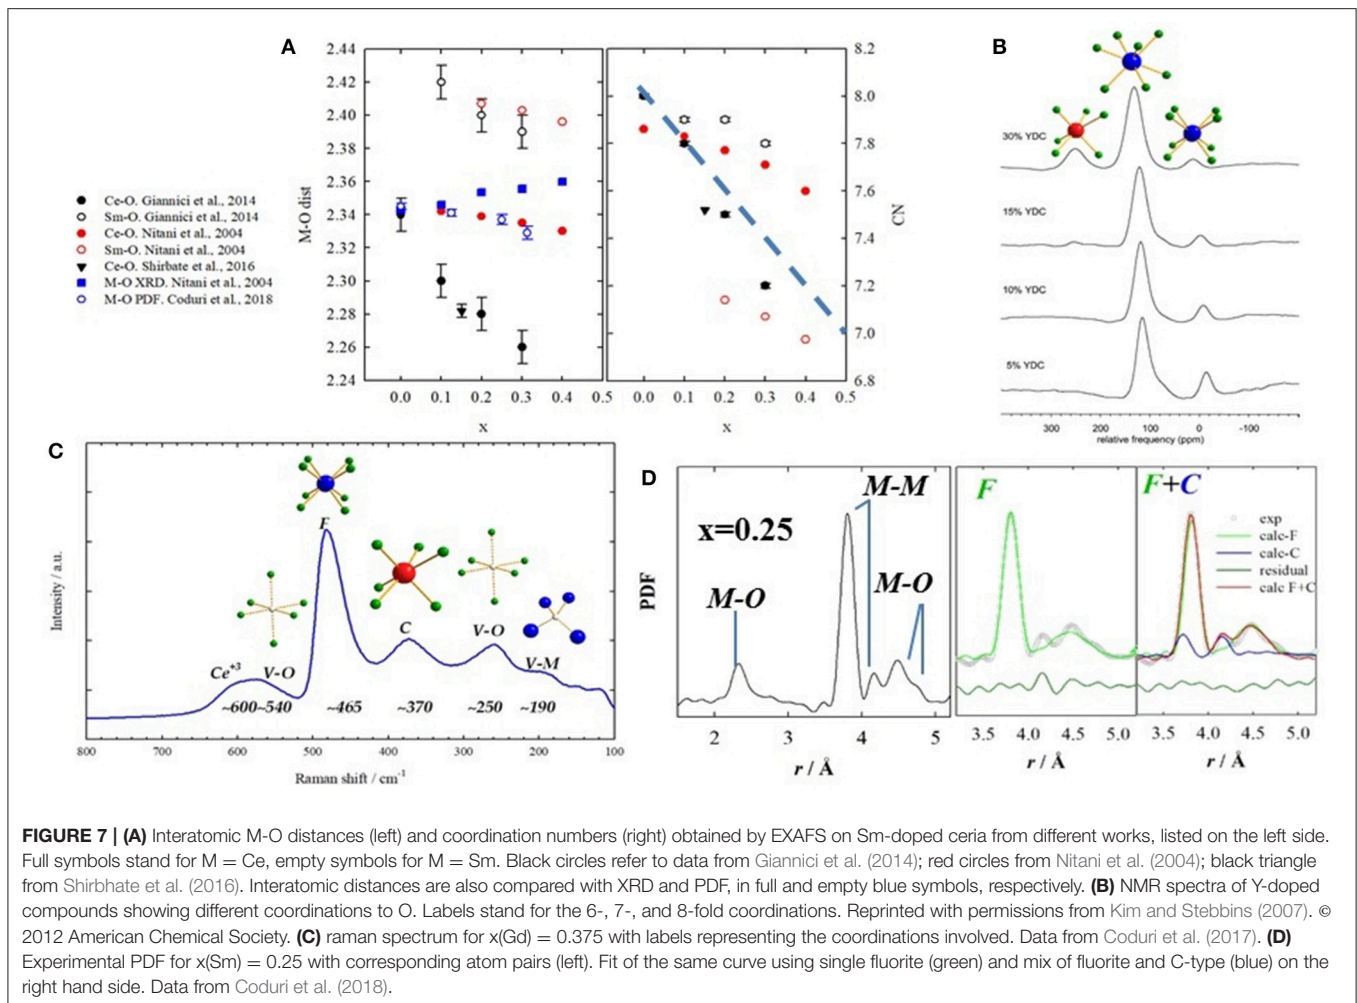 A
M-O dist
2.44
2.42
2.40
2.38
2.36
2.34
2.32
2.30
2.28
2.26
2.24
0.0 0.1 0.2 0.3 0.4 0.5
x
8.2
8.0
7.8
7.6
7.4
7.2
7.0
6.8
CN
0.0 0.1 0.2 0.3 0.4 0.5
x
Ce-O. Giannici et al., 2014
Sm-O. Giannici et al., 2014
Ce-O. Nitani et al., 2004
Sm-O. Nitani et al., 2004
Ce-O. Shirbate et al., 2016
M-O XRD. Nitani et al., 2004
M-O PDF. Coduri et al., 2018
B
30% YDC
15% YDC
10% YDC
5% YDC
300 200 100 0 -100
relative frequency (ppm)
C
Intensity / a.u.
F
C
V-O
V-M
Ce+3 V-O
~600~540 ~465 ~370 ~250 ~190
800 700 600 500 400 300 200 100
Raman shift / cm-1
D
PDF
x=0.25
M-M
M-O
M-O
2 3 4 5
r / Å
F
3.5 4.0 4.5 5.0
r / Å
F+C
exp
calc-F
calc-C
residual
calc F+C
3.5 4.0 4.5 5.0
r / Å
FIGURE 7 | (A) Interatomic M-O distances (left) and coordination numbers (right) obtained by EXAFS on Sm-doped ceria from different works, listed on the left side.
Full symbols stand for M = Ce, empty symbols for M = Sm. Black circles refer to data from Giannici et al. (2014); red circles from Nitani et al. (2004); black triangle
from Shirbhate et al. (2016). Interatomic distances are also compared with XRD and PDF, in full and empty blue symbols, respectively. (B) NMR spectra of Y-doped
compounds showing different coordinations to O. Labels stand for the 6-, 7-, and 8-fold coordinations. Reprinted with permissions from Kim and Stebbins (2007). ©
2012 American Chemical Society. (C) raman spectrum for x(Gd) = 0.375 with labels representing the coordinations involved. Data from Coduri et al. (2017). (D)
Experimental PDF for x(Sm) = 0.25 with corresponding atom pairs (left). Fit of the same curve using single fluorite (green) and mix of fluorite and C-type (blue) on the
right hand side. Data from Coduri et al. (2018).